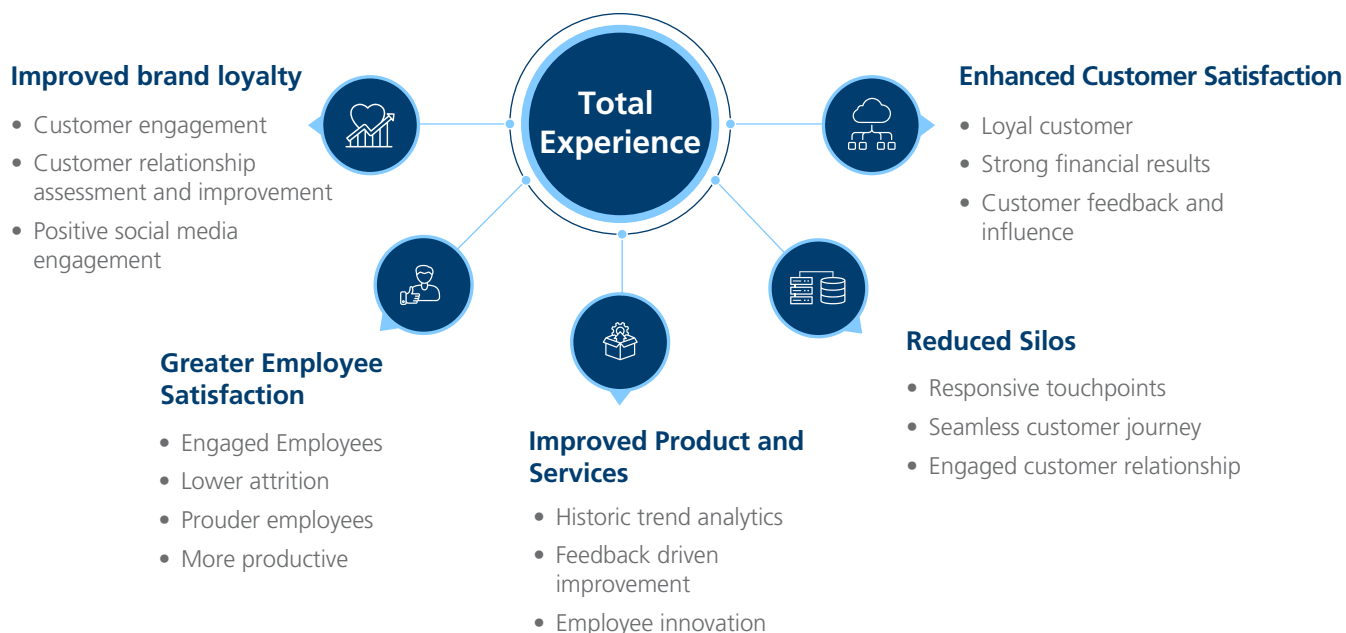 Total
Experience
Improved brand loyalty
• Customer engagement
• Customer relationship
assessment and improvement
• Positive social media
engagement
Greater Employee
Satisfaction
• Engaged Employees
• Lower attrition
• Prouder employees
• More productive
Improved Product and
Services
• Historic trend analytics
• Feedback driven
improvement
• Employee innovation
Reduced Silos
• Responsive touchpoints
• Seamless customer journey
• Engaged customer relationship
Enhanced Customer Satisfaction
• Loyal customer
• Strong financial results
• Customer feedback and
influence